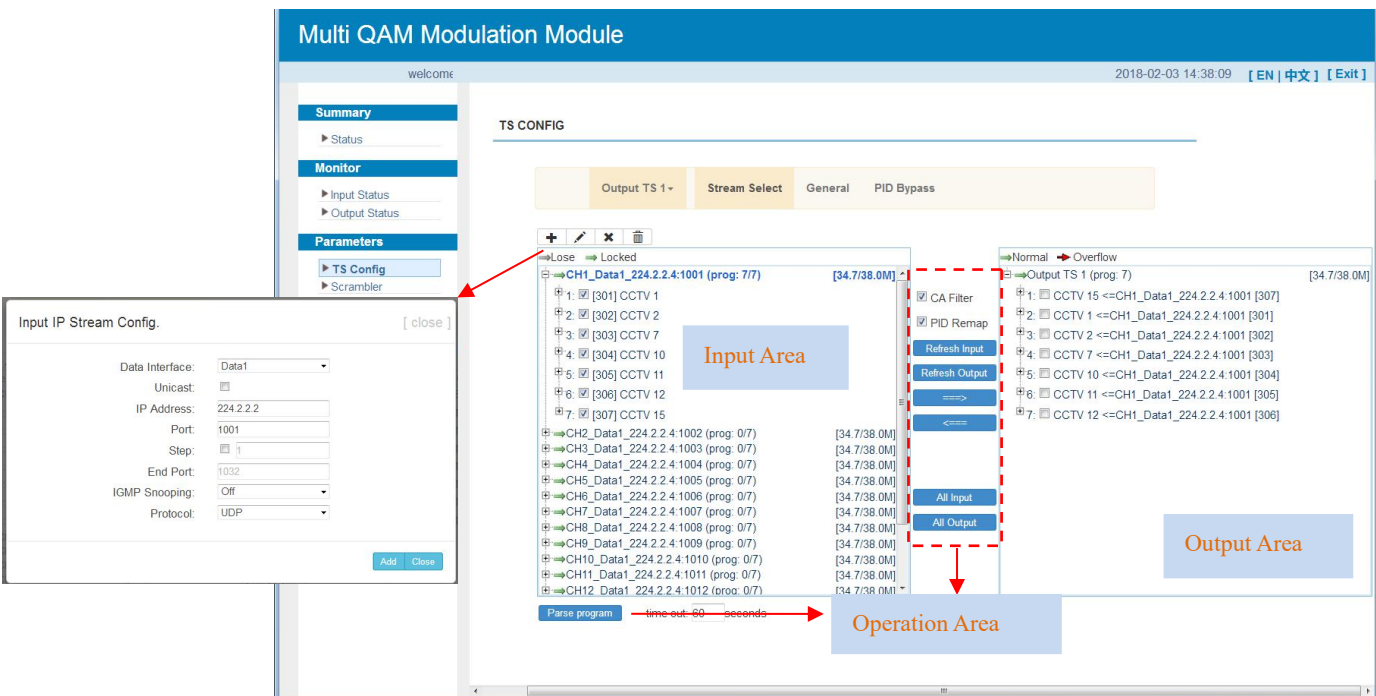 Multi QAM Modulation Module
welcome
2018-02-03 14:38:09 [ EN | 中文 ] [ Exit ]
Summary
Status
Monitor
Input Status
Output Status
Parameters
TS Config
Scrambler
TS CONFIG
Output TS 1 Stream Select General PID Bypass
Lose Locked
CH1_Data1_224.2.2.4:1001 (prog: 7/7) [34.7/38.0M]
1: [301] CCTV 1
2: [302] CCTV 2
3: [303] CCTV 7
4: [304] CCTV 10
5: [305] CCTV 11
6: [306] CCTV 12
7: [307] CCTV 15
CH2_Data1_224.2.2.4:1002 (prog: 0/7) [34.7/38.0M]
CH3_Data1_224.2.2.4:1003 (prog: 0/7) [34.7/38.0M]
CH4_Data1_224.2.2.4:1004 (prog: 0/7) [34.7/38.0M]
CH5_Data1_224.2.2.4:1005 (prog: 0/7) [34.7/38.0M]
CH6_Data1_224.2.2.4:1006 (prog: 0/7) [34.7/38.0M]
CH7_Data1_224.2.2.4:1007 (prog: 0/7) [34.7/38.0M]
CH8_Data1_224.2.2.4:1008 (prog: 0/7) [34.7/38.0M]
CH9_Data1_224.2.2.4:1009 (prog: 0/7) [34.7/38.0M]
CH10_Data1_224.2.2.4:1010 (prog: 0/7) [34.7/38.0M]
CH11_Data1_224.2.2.4:1011 (prog: 0/7) [34.7/38.0M]
CH12_Data1_224.2.2.4:1012 (prog: 0/7) [34.7/38.0M]
Input Area
CA Filter
PID Remap
Refresh Input
Refresh Output
===>
<===
All Input
All Output
Normal Overflow
Output TS 1 (prog: 7) [34.7/38.0M]
1: CCTV 15 <=CH1_Data1_224.2.2.4:1001 [307]
2: CCTV 1 <=CH1_Data1_224.2.2.4:1001 [301]
3: CCTV 2 <=CH1_Data1_224.2.2.4:1001 [302]
4: CCTV 7 <=CH1_Data1_224.2.2.4:1001 [303]
5: CCTV 10 <=CH1_Data1_224.2.2.4:1001 [304]
6: CCTV 11 <=CH1_Data1_224.2.2.4:1001 [305]
7: CCTV 12 <=CH1_Data1_224.2.2.4:1001 [306]
Output Area
Parse program time out: 60 seconds
Operation Area
Input IP Stream Config. [ close ]
Data Interface: Data1
Unicast:
IP Address: 224.2.2.2
Port: 1001
Step: 1
End Port: 1032
IGMP Snooping: Off
Protocol: UDP
Add Close